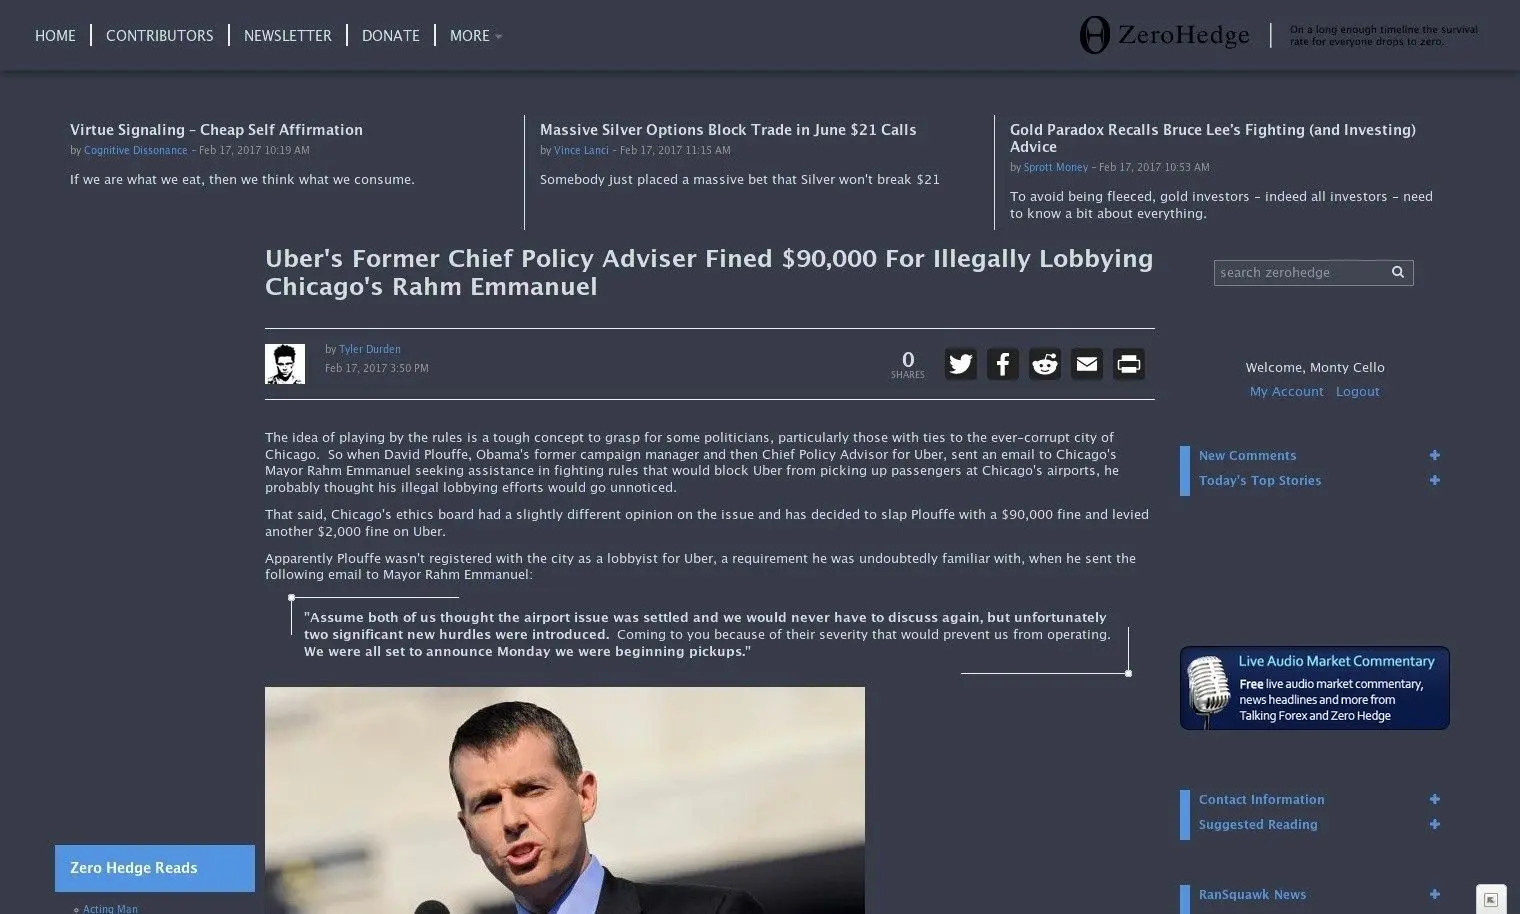 HOME
CONTRIBUTORS
NEWSLETTER
DONATE
MORE
ZeroHedge
On a long enough timeline the survival
rate for everyone drops to zero.
Virtue Signaling – Cheap Self Affirmation
by Cognitive Dissonance – Feb 17, 2017 10:19 AM
If we are what we eat, then we think what we consume.
Massive Silver Options Block Trade in June $21 Calls
by Vince Lanci – Feb 17, 2017 11:15 AM
Somebody just placed a massive bet that Silver won't break $21
Gold Paradox Recalls Bruce Lee's Fighting (and Investing)
Advice
by Sprott Money – Feb 17, 2017 10:53 AM
To avoid being fleeced, gold investors – indeed all investors – need
to know a bit about everything.
Uber's Former Chief Policy Adviser Fined $90,000 For Illegally Lobbying
Chicago's Rahm Emmanuel
by Tyler Durden
Feb 17, 2017 3:50 PM
0
SHARES
The idea of playing by the rules is a tough concept to grasp for some politicians, particularly those with ties to the ever-corrupt city of
Chicago.  So when David Plouffe, Obama's former campaign manager and then Chief Policy Advisor for Uber, sent an email to Chicago's
Mayor Rahm Emmanuel seeking assistance in fighting rules that would block Uber from picking up passengers at Chicago's airports, he
probably thought his illegal lobbying efforts would go unnoticed.
That said, Chicago's ethics board had a slightly different opinion on the issue and has decided to slap Plouffe with a $90,000 fine and levied
another $2,000 fine on Uber.
Apparently Plouffe wasn't registered with the city as a lobbyist for Uber, a requirement he was undoubtedly familiar with, when he sent the
following email to Mayor Rahm Emmanuel:
"Assume both of us thought the airport issue was settled and we would never have to discuss again, but unfortunately
two significant new hurdles were introduced.  Coming to you because of their severity that would prevent us from operating.
We were all set to announce Monday we were beginning pickups."
Zero Hedge Reads
Acting Man
search zerohedge
Welcome, Monty Cello
My Account Logout
New Comments
Today's Top Stories
Live Audio Market Commentary
Free live audio market commentary,
news headlines and more from
Talking Forex and Zero Hedge
Contact Information
Suggested Reading
RanSquawk News